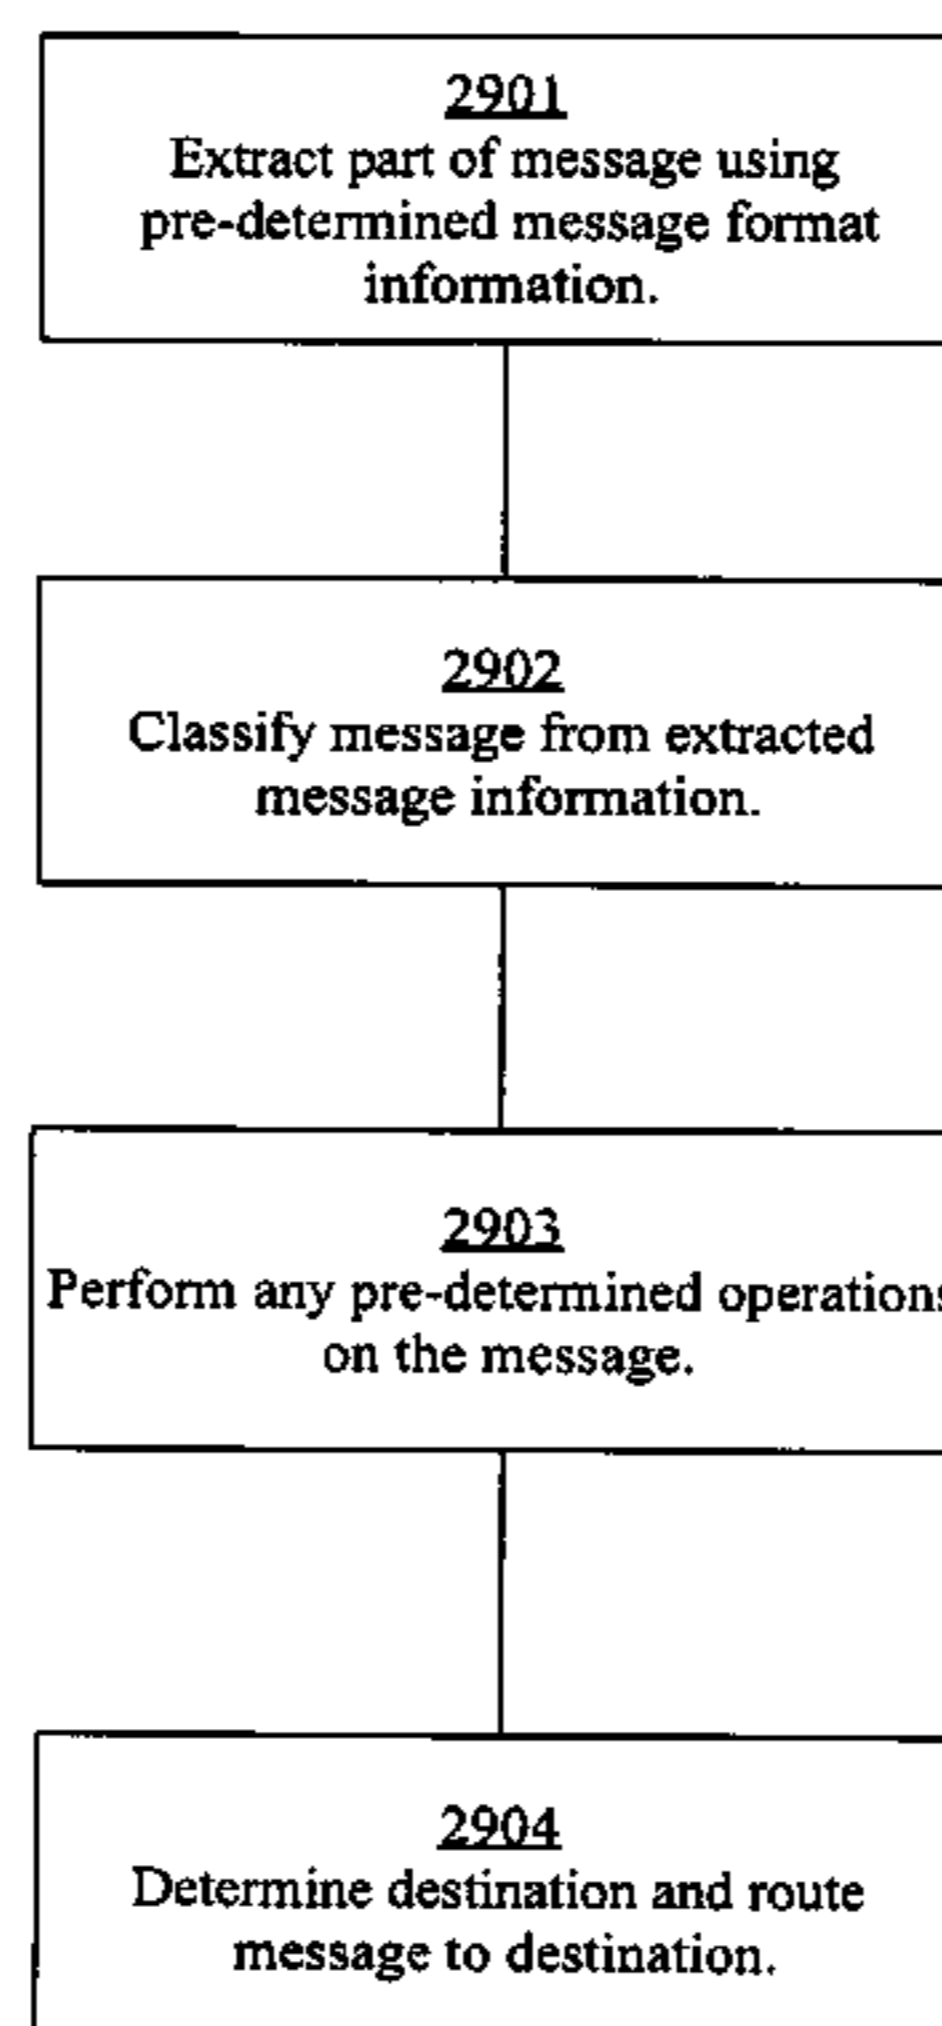 2901
Extract part of message using
pre-determined message format
information.
2902
Classify message from extracted
message information.
2903
Perform any pre-determined operations
on the message.
2904
Determine destination and route
message to destination.